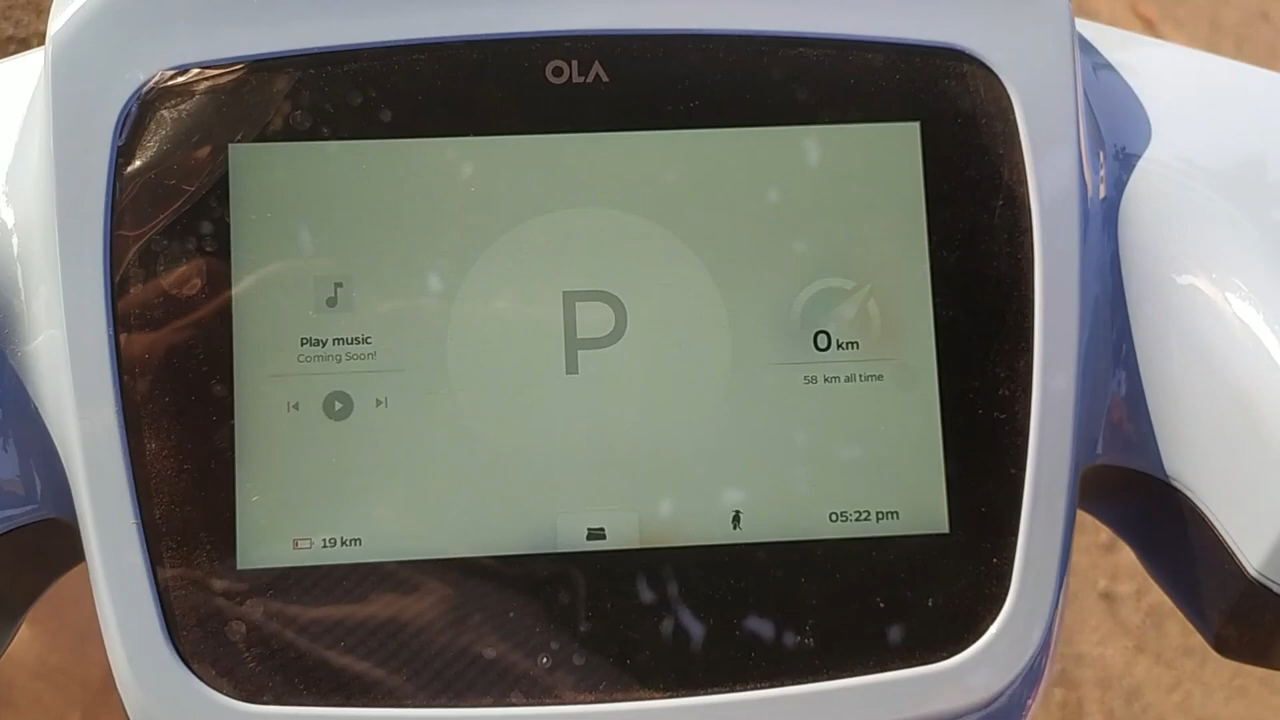 OLA
P
Play music
Coming Soon!
0 km
58 km all time
19 km
05:22 pm